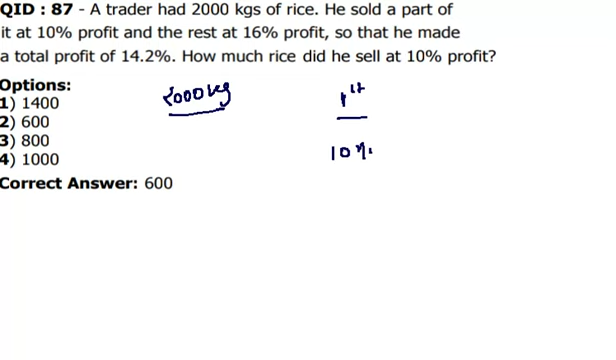 QID : 87 - A trader had 2000 kgs of rice. He sold a part of
it at 10% profit and the rest at 16% profit, so that he made
a total profit of 14.2%. How much rice did he sell at 10% profit?
Options:
1) 1400
2) 600
3) 800
4) 1000
Correct Answer: 600
2000 kg
1st
10%